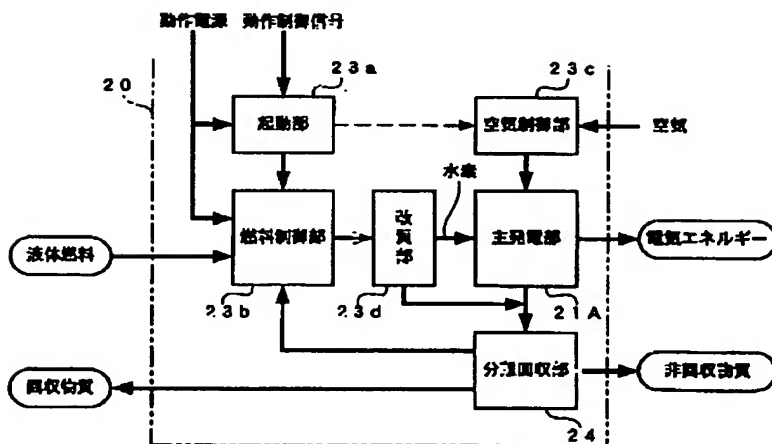 動作電源 動作制御信号
20
23a
23c
起動部
空気制御部
空気
水素
液体燃料
燃料制御部
改質部
主発電部
電気エネルギー
23b
23d
21A
回収物質
分離回収部
非回収物質
24